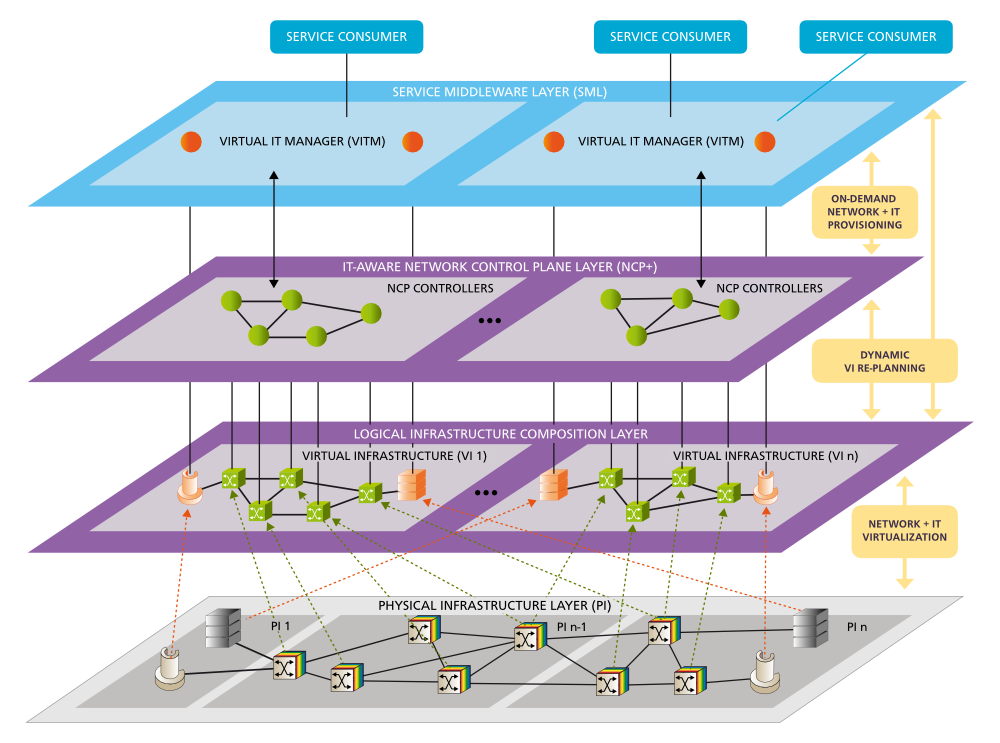 SERVICE CONSUMER
SERVICE CONSUMER
SERVICE CONSUMER
SERVICE MIDDLEWARE LAYER (SML)
VIRTUAL IT MANAGER (VITM)
VIRTUAL IT MANAGER (VITM)
ON-DEMAND
NETWORK + IT
PROVISIONING
IT-AWARE NETWORK CONTROL PLANE LAYER (NCP+)
NCP CONTROLLERS
NCP CONTROLLERS
•••
DYNAMIC
VI RE-PLANNING
LOGICAL INFRASTRUCTURE COMPOSITION LAYER
VIRTUAL INFRASTRUCTURE (VI 1)
VIRTUAL INFRASTRUCTURE (VI n)
•••
NETWORK + IT
VIRTUALIZATION
PHYSICAL INFRASTRUCTURE LAYER (PI)
PI 1
PI n-1
PI n